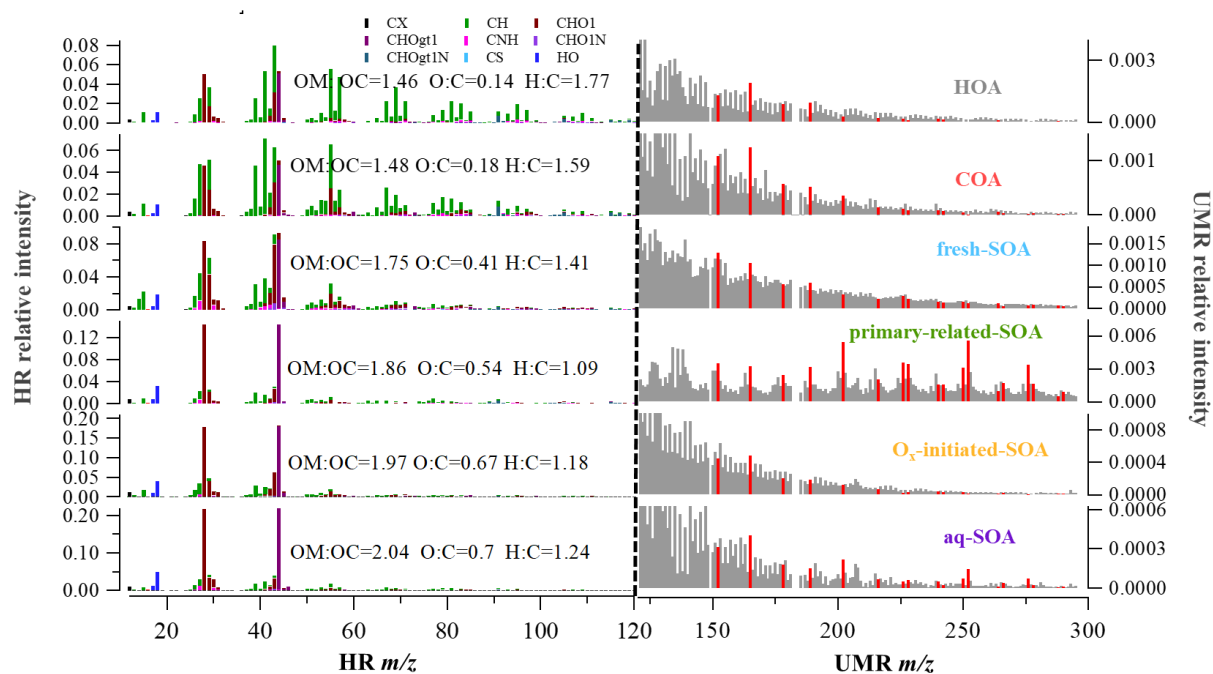 CX CH CHO1
CHOgt1 CNH CHO1N
CHOgt1N CS HO
HR relative intensity
UMR relative intensity
0.08
0.06
0.04
0.02
0.00
OM: OC=1.46 O:C=0.14 H:C=1.77
HOA
0.003
0.000
0.06
0.04
0.02
0.00
OM:OC=1.48 O:C=0.18 H:C=1.59
COA
0.001
0.000
0.08
0.04
0.00
OM:OC=1.75 O:C=0.41 H:C=1.41
fresh-SOA
0.0015
0.0010
0.0005
0.0000
0.12
0.08
0.04
0.00
OM:OC=1.86 O:C=0.54 H:C=1.09
primary-related-SOA
0.006
0.003
0.000
0.20
0.15
0.10
0.05
0.00
OM:OC=1.97 O:C=0.67 H:C=1.18
Ox-initiated-SOA
0.0008
0.0004
0.0000
0.20
0.10
0.00
OM:OC=2.04 O:C=0.7 H:C=1.24
aq-SOA
0.0006
0.0003
0.0000
20 40 60 80 100 120 150 200 250 300
HR m/z UMR m/z